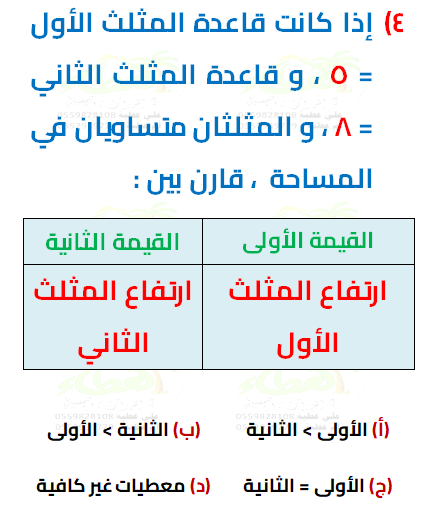 ٤) إذا كانت قاعدة المثلث الأول
= ٥ ، و قاعدة المثلث الثاني
= ٨ ، و المثلثان متساويان في
المساحة ، قارن بين :
القيمة الأولى القيمة الثانية
ارتفاع المثلث الأول ارتفاع المثلث الثاني
(أ) الأولى > الثانية (ب) الثانية > الأولى
(ج) الأولى = الثانية (د) معطيات غير كافية